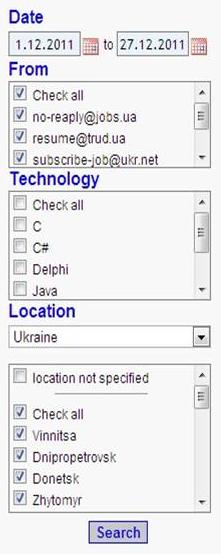 Date
1.12.2011 to 27.12.2011
From
Check all
no-reaply@jobs.ua
resume@trud.ua
subscribe-job@ukr.net
Technology
Check all
C
C#
Delphi
Java
Location
Ukraine
location not specified
Check all
Vinnitsa
Dnipropetrovsk
Donetsk
Zhytomyr
Search